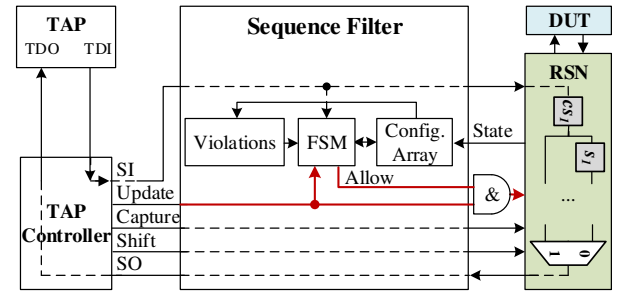 TAP
TDO TDI
Sequence Filter
DUT
RSN
CS1
S1
Violations
FSM
Config.
Array
State
SI
Update
Allow
&
TAP
Controller
Capture
Shift
SO
...
1 0